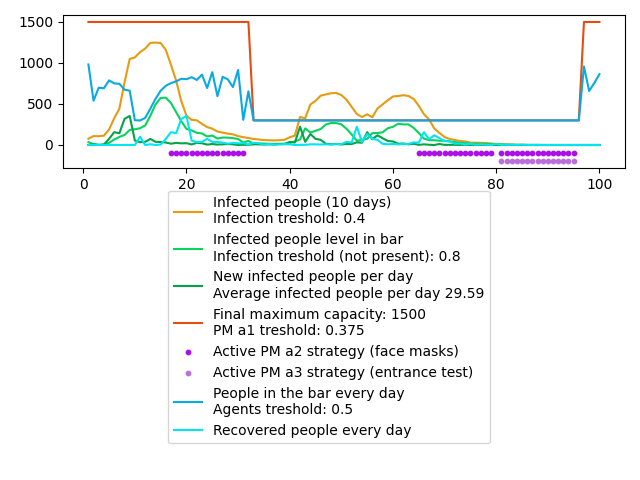 1500
1000
500
0
0 20 40 60 80 100
Infected people (10 days)
Infection treshold: 0.4
Infected people level in bar
Infection treshold (not present): 0.8
New infected people per day
Average infected people per day 29.59
Final maximum capacity: 1500
PM a1 treshold: 0.375
Active PM a2 strategy (face masks)
Active PM a3 strategy (entrance test)
People in the bar every day
Agents treshold: 0.5
Recovered people every day